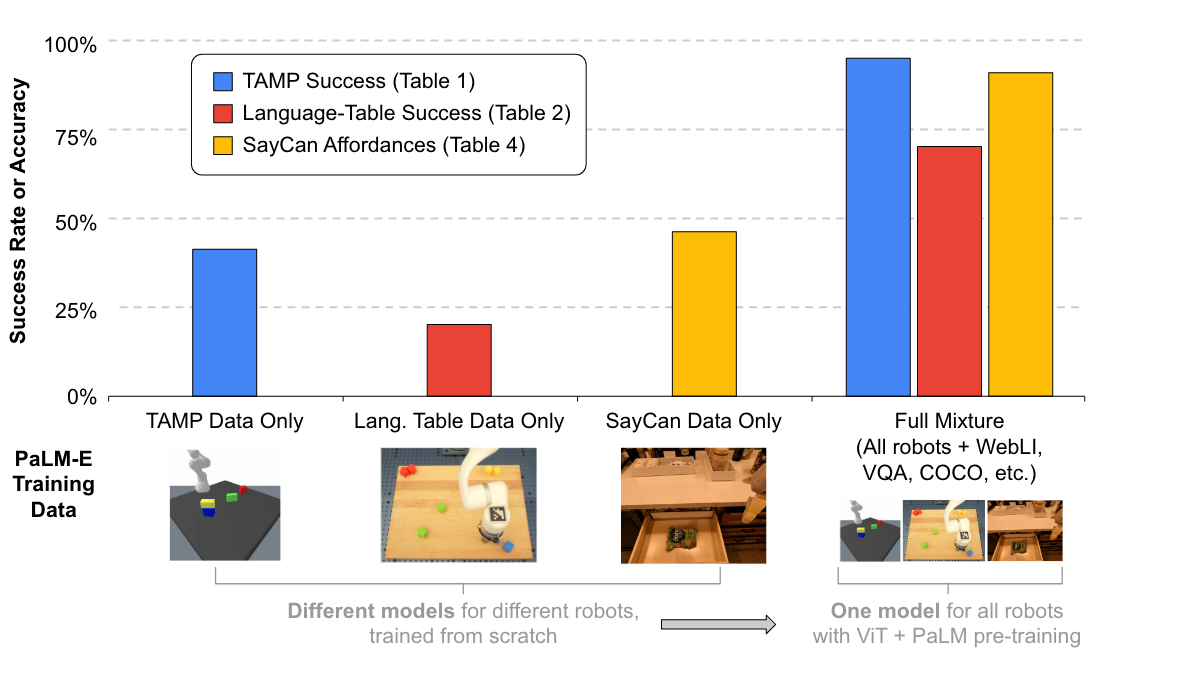 100%
75%
50%
25%
0%
Success Rate or Accuracy
TAMP Success (Table 1)
Language-Table Success (Table 2)
SayCan Affordances (Table 4)
TAMP Data Only
Lang. Table Data Only
SayCan Data Only
Full Mixture
(All robots + WebLI,
VQA, COCO, etc.)
PaLM-E
Training
Data
Different models for different robots,
trained from scratch
One model for all robots
with ViT + PaLM pre-training